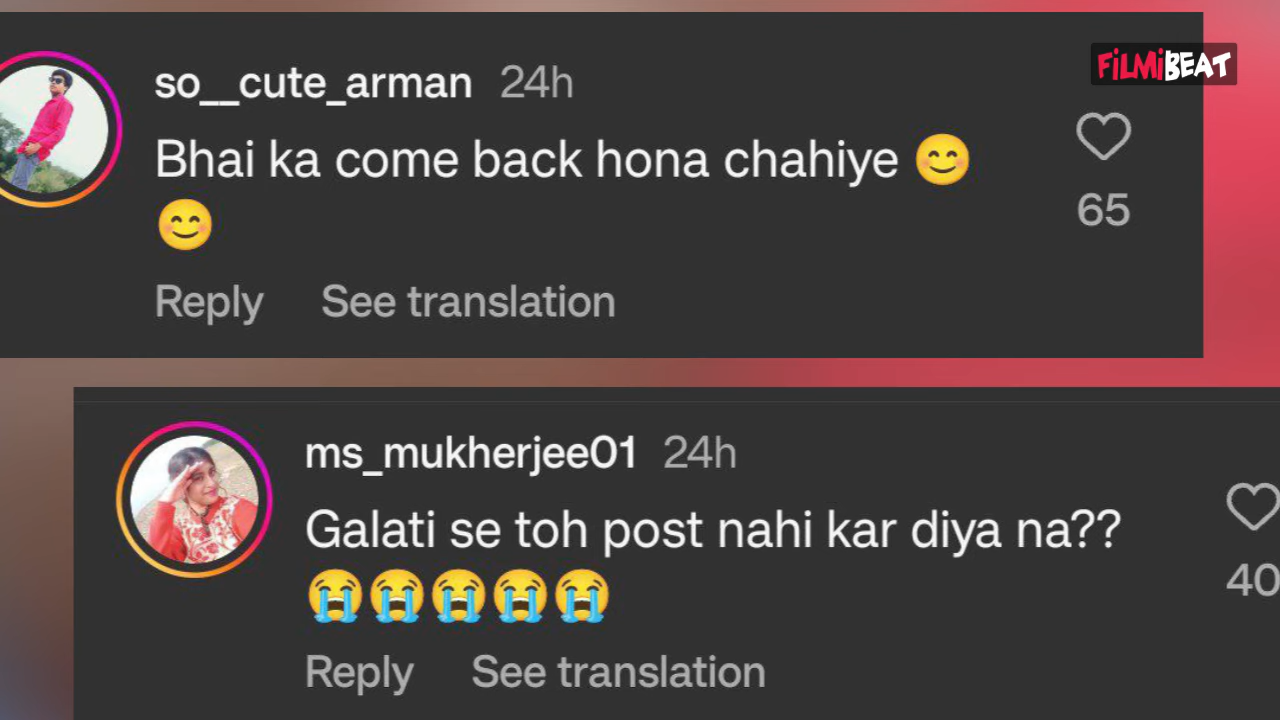 FiLMiBEAT
so__cute_arman 24h
Bhai ka come back hona chahiye 😊
😊
65
Reply See translation
ms_mukherjee01 24h
Galati se toh post nahi kar diya na??
😭😭😭😭😭
40
Reply See translation